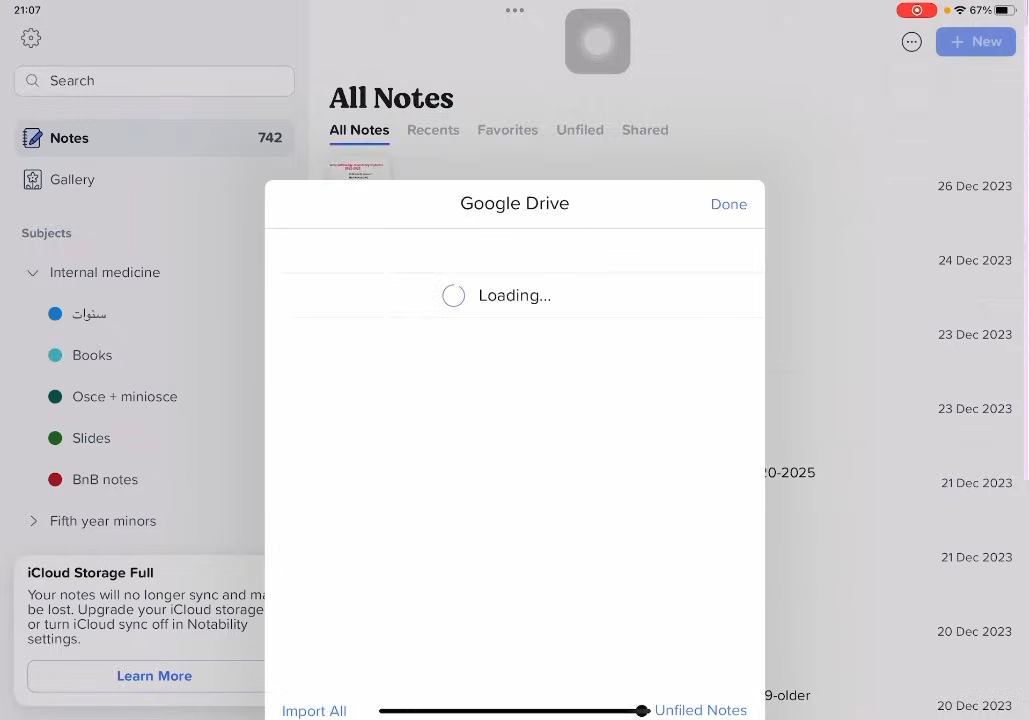 21:07
67%
Search
New
All Notes
All Notes Recents Favorites Unfiled Shared
Notes 742
Gallery
Subjects
Internal medicine
سنوات
Books
Osce + miniosce
Slides
BnB notes
Fifth year minors
iCloud Storage Full
Your notes will no longer sync and
be lost. Upgrade your iCloud storage
or turn iCloud sync off in Notability
settings.
Learn More
Google Drive
Done
Loading...
Import All
Unfiled Notes
26 Dec 2023
24 Dec 2023
23 Dec 2023
23 Dec 2023
20-2025
21 Dec 2023
21 Dec 2023
20 Dec 2023
9-older
20 Dec 2023